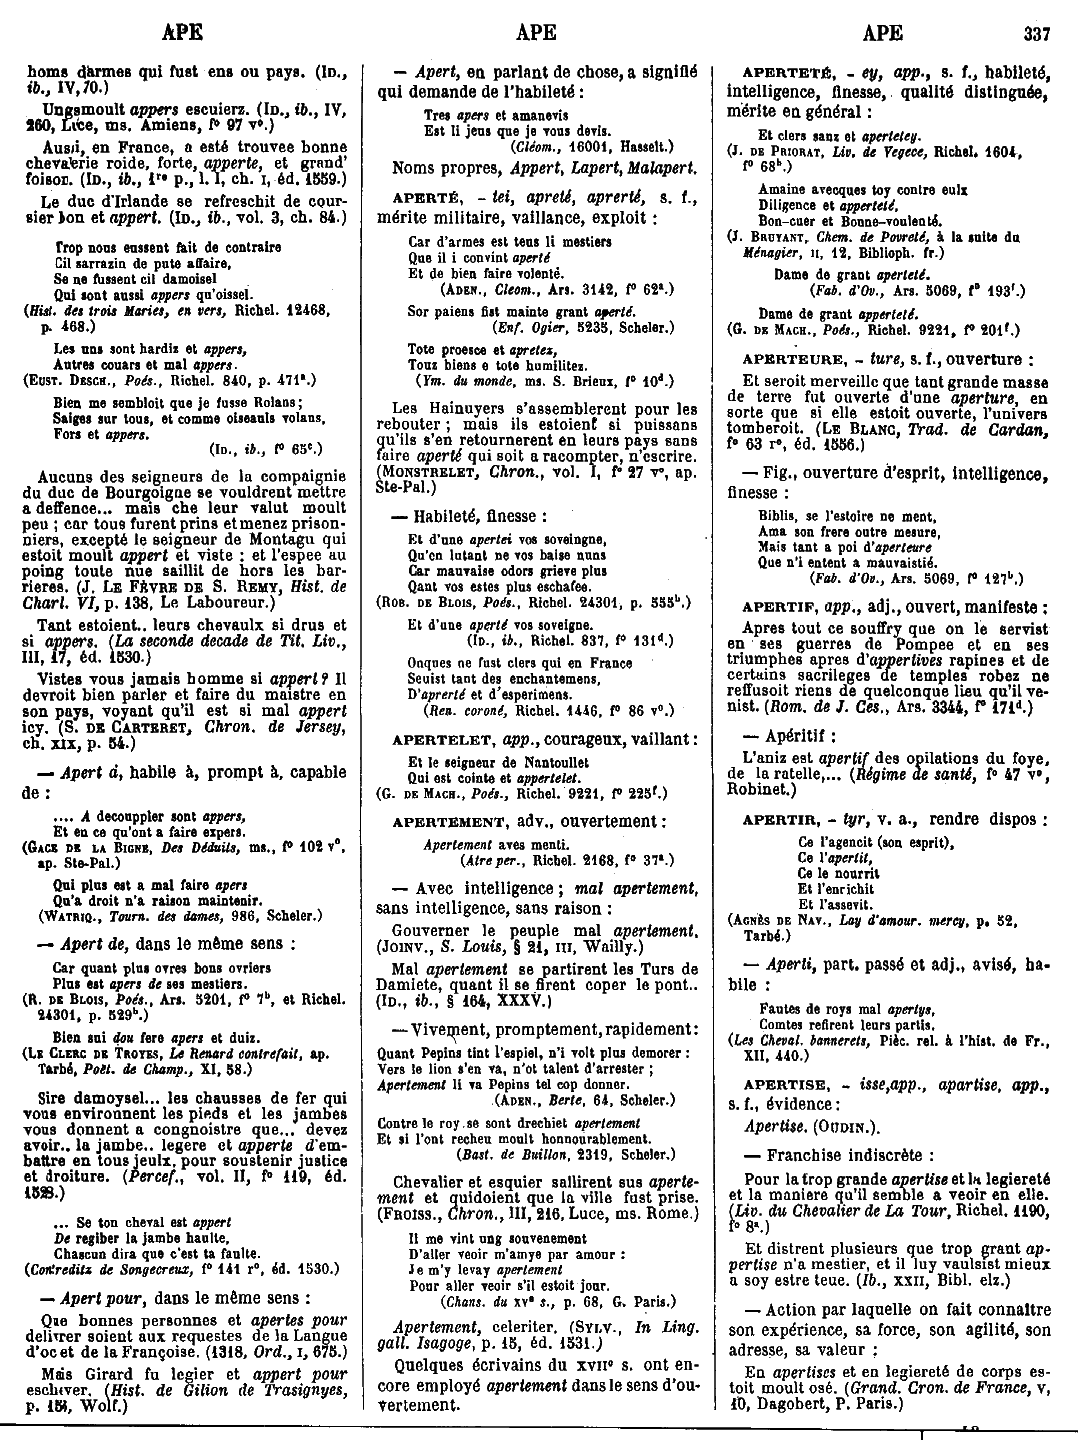 APE
APE
APE
337
homs d'armes qui fust ens ou pays. (ID.,
ib., IV, 70.)
Ungsmoult appers escuierz. (ID., ib., IV,
260, Luce, ms. Amiens, f° 97 v°.)
Aussi, en France, a esté trouvee bonne
chevalerie roide, forte, apperte, et grand'
foison. (ID., ib., 1re p., l. I, ch. I, éd. 1559.)
Le duc d'Irlande se refreschit de cour-
sier bon et appert. (ID., ib., vol. 3, ch. 84.)
Trop nous eussent fait de contraire
Cil sarrazin de pute affaire,
Se ne fussent cil damoisel
Qui sont aussi appers qu'oissel.
(Hist. des trois Maries, en vers, Richel. 12468,
p. 468.)
Les uns sont hardiz et appers,
Autres couars et mal appers.
(EUST. DESCH., Poés., Richel. 840, p. 471a.)
Bien me sembloit que je fusse Rolans;
Saiges sur tous, et comme oiseauls volans,
Fors et appers.
(ID., ib., f° 65c.)
Aucuns des seigneurs de la compaignie
du duc de Bourgoigne se vouldrent mettre
a deffence... mais che leur valut moult
peu ; car tous furent prins et menez prison-
niers, excepté le seigneur de Montagu qui
estoit moult appert et viste : et l'espee au
poing toute nue saillit de hors les bar-
rieres. (J. LE FÈVRE DE S. REMY, Hist. de
Charl. VI, p. 138, Le Laboureur.)
Tant estoient.. leurs chevaulx si drus et
si appers. (La seconde decade de Tit. Liv.,
III, 17, éd. 1530.)
Vistes vous jamais homme si appert? Il
devroit bien parler et faire du maistre en
son pays, voyant qu'il est si mal appert
icy. (S. DE CARTERET, Chron. de Jersey,
ch. XIX, p. 54.)
— Apert à, habile à, prompt à, capable
de :
.... A decouppler sont appers,
Et en ce qu'ont a faire expers.
(GACE DE LA BIGNE, Des Déduits, ms., f° 102 v°,
ap. Ste-Pal.)
Qui plus est a mal faire apers
Qu'a droit n'a raison maintenir.
(WATRIQ., Tourn. des dames, 986, Scheler.)
— Apert de, dans le même sens :
Car quant plus ovres bons ovriers
Plus est apers de ses mestiers.
(R. DE BLOIS, Poés., Ars. 5201, f° 7b, et Richel.
24301, p. 529b.)
Bien sui dou fere apers et duiz.
(LE CLERC DE TROYES, Le Renard contrefait, ap.
Tarbé, Poët. de Champ., XI, 58.)
Sire damoysel... les chausses de fer qui
vous environnent les pieds et les jambes
vous donnent a congnoistre que... devez
avoir.. la jambe.. legere et apperte d'em-
battre en tous jeulx, pour soustenir justice
et droiture. (Percef., vol. II, f° 119, éd.
1528.)
... Se ton cheval est appert
De regiber la jambe haulte,
Chascun dira que c'est ta faulte.
(Contreditz de Songecreux, f° 141 r°, éd. 1530.)
— Apert pour, dans le même sens :
Que bonnes personnes et apertes pour
delivrer soient aux requestes de la Langue
d'oc et de la Françoise. (1318, Ord., I, 675.)
Mais Girard fu legier et appert pour
eschever. (Hist. de Gilion de Trasignyes,
p. 154, Wolf.)
— Apert, en parlant de chose, a signifié
qui demande de l'habileté :
Tres apers et amanevis
Est li jeus que je vous devis.
(Cléom., 16001, Hasselt.)
Noms propres, Appert, Lapert, Malapert.
APERTÉ, - tei, apreté, aprerté, s. f.,
mérite militaire, vaillance, exploit :
Car d'armes est teus li mestiers
Que il i convint aperté
Et de bien faire volenté.
(ADEN., Cleom., Ars. 3142, f° 62a.)
Sor paiens fist mainte grant aperté.
(Enf. Ogier, 5235, Scheler.)
Tote proesce et apretez,
Touz biens e tote humilitez.
(Ym. du monde, ms. S. Brieux, f° 10d.)
Les Hainuyers s'assemblerent pour les
rebouter ; mais ils estoient si puissans
qu'ils s'en retournerent en leurs pays sans
faire aperté qui soit a racompter, n'escrire.
(MONSTRELET, Chron., vol. I, f° 27 v°, ap.
Ste-Pal.)
— Habileté, finesse :
Et d'une apertei vos soveingne,
Qu'en lutant ne vos baise nuns
Car mauvaise odors grieve plus
Qant vos estes plus eschafee.
(ROB. DE BLOIS, Poés., Richel. 24301, p. 555b.)
Et d'une aperté vos soveigne.
(ID., ib., Richel. 837, f° 131d.)
Onques ne fust clers qui en France
Seuist tant des enchantemens,
D'aprerté et d'esperimens.
(Ren. coroné, Richel. 1446, f° 86 v°.)
APERTELET, app., courageux, vaillant :
Et le seigneur de Nantoullet
Qui est cointe et appertelet.
(G. DE MACH., Poés., Richel. 9221, f° 225f.)
APERTEMENT, adv., ouvertement :
Apertement aves menti.
(Atre per., Richel. 2168, f° 37a.)
— Avec intelligence ; mal apertement,
sans intelligence, sans raison :
Gouverner le peuple mal apertement.
(JOINV., S. Louis, § 21, III, Wailly.)
Mal apertement se partirent les Turs de
Damiete, quant il se firent coper le pont..
(ID., ib., § 164, XXXV.)
— Vivement, promptement, rapidement :
Quant Pepins tint l'espiel, n'i volt plus demorer :
Vers le lion s'en va, n'ot talent d'arrester ;
Apertement li va Pepins tel cop donner.
(ADEN., Berte, 64, Scheler.)
Contre le roy se sont drechiet apertement
Et si l'ont recheu moult honnourablement.
(Bast. de Buillon, 2319, Scheler.)
Chevalier et esquier sallirent sus aperte-
ment et quidoient que la ville fust prise.
(FROISS., Chron., III, 216, Luce, ms. Rome.)
Il me vint ung souvenement
D'aller veoir m'amye par amour :
Je m'y levay apertement
Pour aller veoir s'il estoit jour.
(Chans. du XVe s., p. 68, G. Paris.)
Apertement, celeriter. (SYLV., In Ling.
gall. Isagoge, p. 15, éd. 1531.)
Quelques écrivains du XVIIe s. ont en-
core employé apertement dans le sens d'ou-
vertement.
APERTETÉ, - ey, app., s. f., habileté,
intelligence, finesse, qualité distinguée,
mérite en général :
Et clers sanz et apertetey.
(J. DE PRIORAT, Liv. de Vegece, Richel. 1604,
f° 68b.)
Amaine avecques toy contre eulx
Diligence et apperteté,
Bon-cuer et Bonne-voulenté.
(J. BRUYANT, Chem. de Povreté, à la suite du
Ménagier, II, 12, Biblioph. fr.)
Dame de grant aperteté.
(Fab. d'Ov., Ars. 5069, f° 193f.)
Dame de grant apperteté.
(G. DE MACH., Poés., Richel. 9221, f° 201f.)
APERTEURE, - ture, s. f., ouverture :
Et seroit merveille que tant grande masse
de terre fut ouverte d'une aperture, en
sorte que si elle estoit ouverte, l'univers
tomberoit. (LE BLANC, Trad. de Cardan,
f° 63 r°, éd. 1556.)
— Fig., ouverture d'esprit, intelligence,
finesse :
Biblis, se l'estoire ne ment,
Ama son frere outre mesure,
Mais tant a poi d'aperteure
Que n'i entent a mauvaistié.
(Fab. d'Ov., Ars. 5069, f° 127b.)
APERTIF, app., adj., ouvert, manifeste :
Apres tout ce souffry que on le servist
en ses guerres de Pompee et en ses
triumphes apres d'appertives rapines et de
certains sacrileges de temples robez ne
reffusoit riens de quelconque lieu qu'il ve-
nist. (Rom. de J. Ces., Ars. 3344, f° 171d.)
— Apéritif :
L'aniz est apertif des opilations du foye,
de la ratelle,... (Régime de santé, f° 47 v°,
Robinet.)
APERTIR, - tyr, v. a., rendre dispos :
Ce l'agencit (son esprit),
Ce l'apertit,
Ce le nourrit
Et l'enrichit
Et l'assevit.
(AGNÈS DE NAV., Lay d'amour. mercy, p. 52,
Tarbé.)
— Aperti, part. passé et adj., avisé, ha-
bile :
Fautes de roys mal apertys,
Comtes refirent leurs partis.
(Les Cheval. bannerets, Pièc. rel. à l'hist. de Fr.,
XII, 440.)
APERTISE, - isse, app., apartise, app.,
s. f., évidence :
Apertise. (OUDIN.).
— Franchise indiscrète :
Pour la trop grande apertise et la legiereté
et la maniere qu'il semble a veoir en elle.
(Liv. du Chevalier de La Tour, Richel. 1190,
f° 8a.)
Et distrent plusieurs que trop grant ap-
pertise n'a mestier, et il luy vaulsist mieux
a soy estre teue. (Ib., XXII, Bibl. elz.)
— Action par laquelle on fait connaître
son expérience, sa force, son agilité, son
adresse, sa valeur :
En apertises et en legiereté de corps es-
toit moult osé. (Grand. Cron. de France, V,
10, Dagobert, P. Paris.)